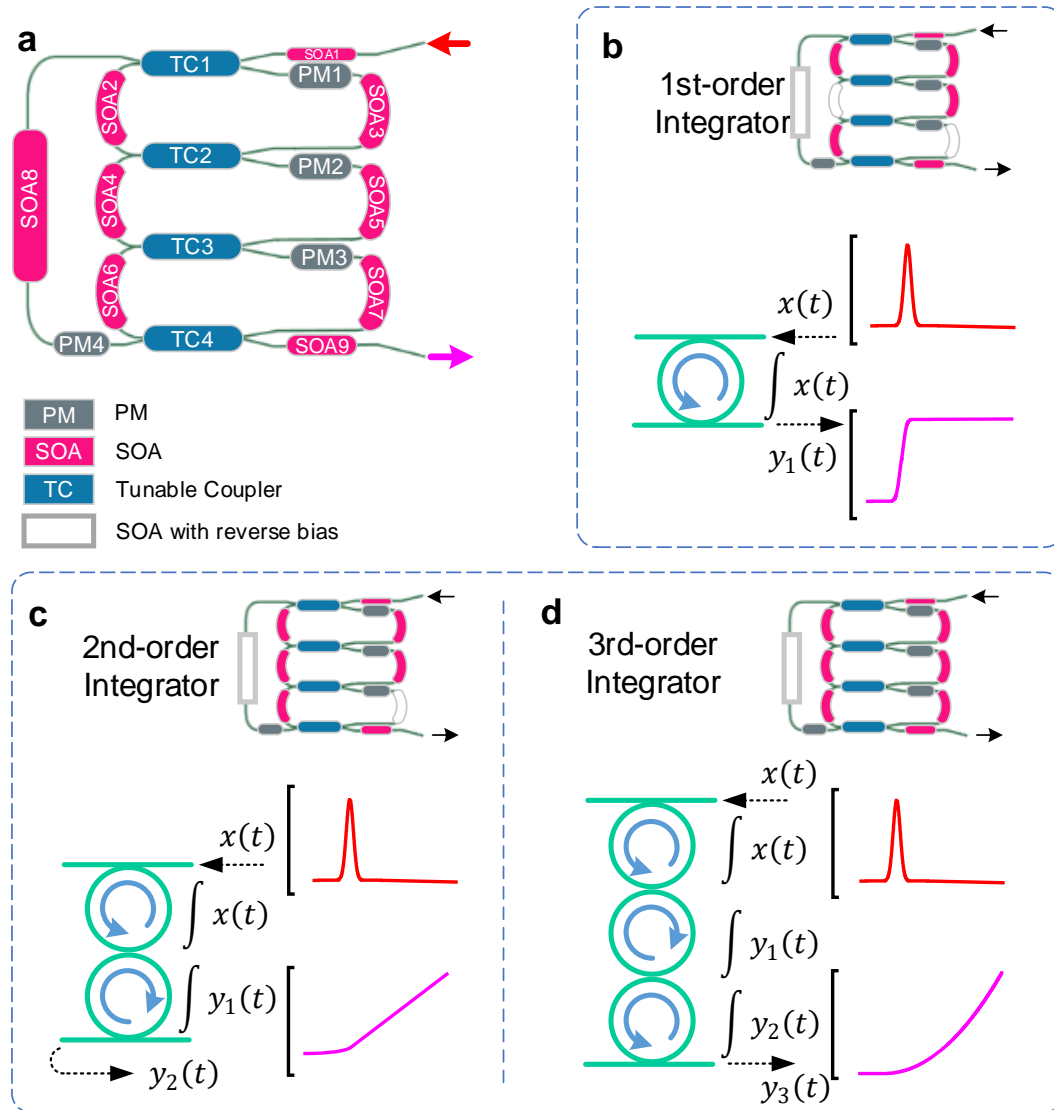 a
SOA1
TC1
PM1
SOA2
SOA3
TC2
PM2
SOA8
SOA4
SOA5
TC3
PM3
SOA6
SOA7
PM4
TC4
SOA9
PM PM
SOA SOA
TC Tunable Coupler
SOA with reverse bias
b
1st-order
Integrator
x(t)
∫ x(t)
y₁(t)
c
2nd-order
Integrator
x(t)
∫ x(t)
∫ y₁(t)
y₂(t)
d
3rd-order
Integrator
x(t)
∫ x(t)
∫ y₁(t)
∫ y₂(t)
y₃(t)